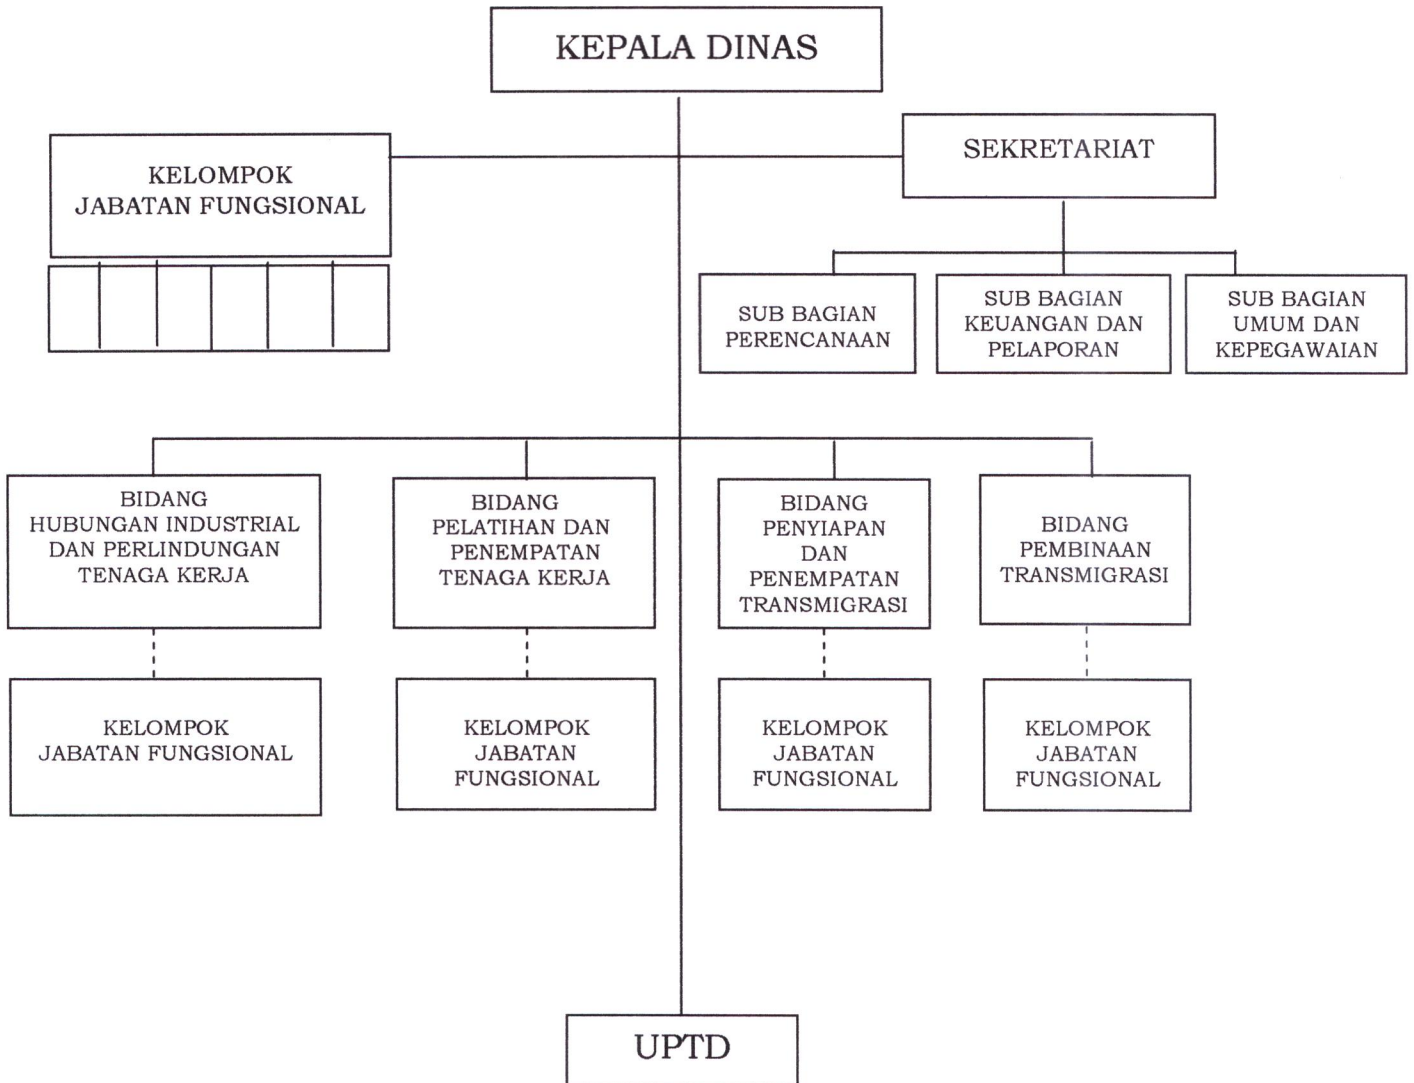 KEPALA DINAS
KELOMPOK
JABATAN FUNGSIONAL
SEKRETARIAT
SUB BAGIAN
PERENCANAAN
SUB BAGIAN
KEUANGAN DAN
PELAPORAN
SUB BAGIAN
UMUM DAN
KEPEGAWAIAN
BIDANG
HUBUNGAN INDUSTRIAL
DAN PERLINDUNGAN
TENAGA KERJA
BIDANG
PELATIHAN DAN
PENEMPATAN
TENAGA KERJA
BIDANG
PENYIAPAN
DAN
PENEMPATAN
TRANSMIGRASI
BIDANG
PEMBINAAN
TRANSMIGRASI
KELOMPOK
JABATAN FUNGSIONAL
KELOMPOK
JABATAN
FUNGSIONAL
KELOMPOK
JABATAN
FUNGSIONAL
KELOMPOK
JABATAN
FUNGSIONAL
UPTD